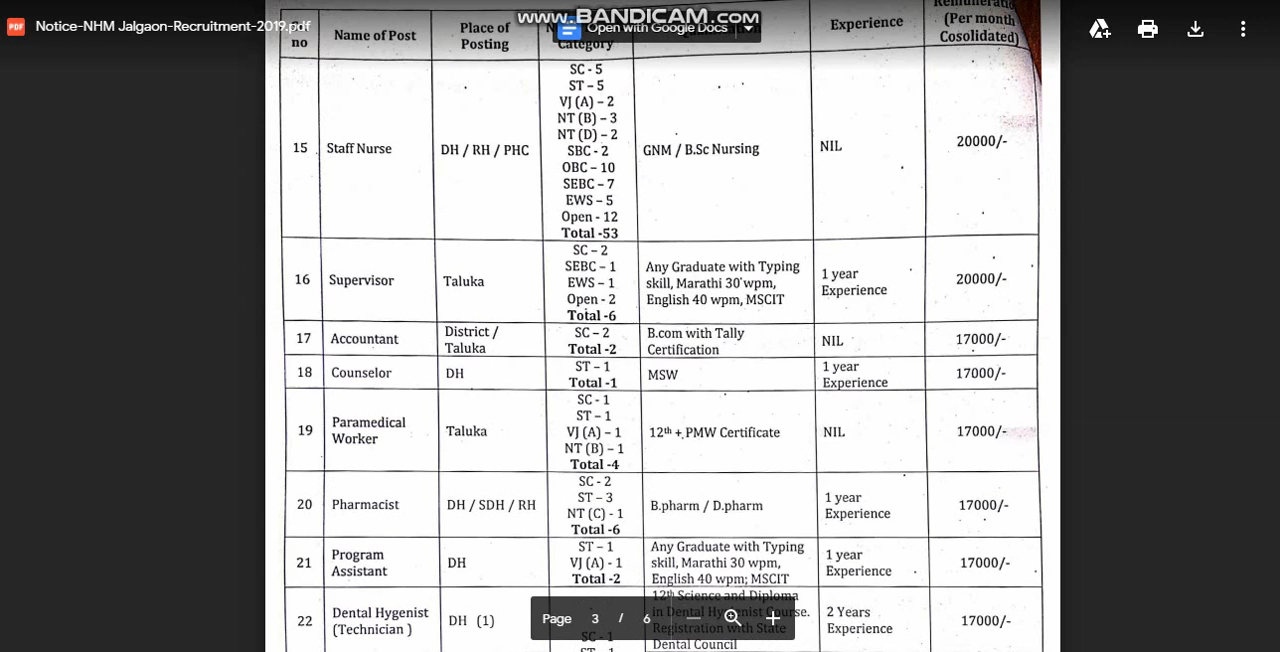 www.BANDICAM.com
Notice-NHM Jalgaon-Recruitment-2019.pdf
Open with Google Docs
no
Name of Post
Place of
Posting
Category
Experience
(Per month
Cosolidated)
15
Staff Nurse
DH / RH / PHC
SC - 5
ST – 5
VJ (A) – 2
NT (B) – 3
NT (D) – 2
SBC - 2
OBC – 10
SEBC – 7
EWS – 5
Open - 12
Total -53
GNM / B.Sc Nursing
NIL
20000/-
16
Supervisor
Taluka
SC – 2
SEBC – 1
EWS – 1
Open - 2
Total -6
Any Graduate with Typing
skill, Marathi 30 wpm,
English 40 wpm, MSCIT
1 year
Experience
20000/-
17
Accountant
District /
Taluka
SC – 2
Total -2
B.com with Tally
Certification
NIL
17000/-
18
Counselor
DH
ST – 1
Total -1
MSW
1 year
Experience
17000/-
19
Paramedical
Worker
Taluka
SC - 1
ST – 1
VJ (A) – 1
NT (B) – 1
Total -4
12th + PMW Certificate
NIL
17000/-
20
Pharmacist
DH / SDH / RH
SC - 2
ST – 3
NT (C) - 1
Total -6
B.pharm / D.pharm
1 year
Experience
17000/-
21
Program
Assistant
DH
ST – 1
VJ (A) - 1
Total -2
Any Graduate with Typing
skill, Marathi 30 wpm,
English 40 wpm; MSCIT
1 year
Experience
17000/-
22
Dental Hygenist
(Technician )
DH (1)
SC - 1
ST - 1
12th Science and Diploma
in Dental Hygenist Course.
Registration with State
Dental Council
2 Years
Experience
17000/-
Page 3 / 6